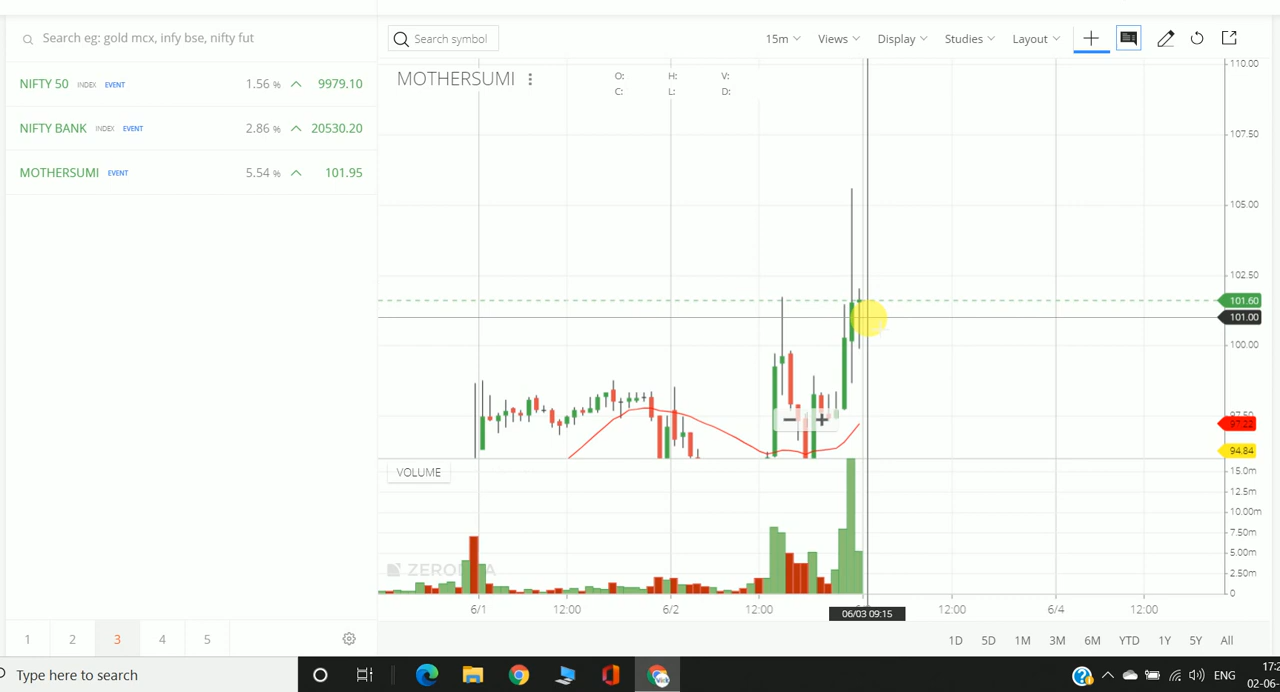 Search eg: gold mcx, infy bse, nifty fut
NIFTY 50 INDEX EVENT 1.56 % 9979.10
NIFTY BANK INDEX EVENT 2.86 % 20530.20
MOTHERSUMI EVENT 5.54 % 101.95
1 2 3 4 5
Search symbol 15m Views Display Studies Layout
MOTHERSUMI O: H: V:
C: L: D:
110.00
107.50
105.00
102.50
101.60
101.00
100.00
97.22
94.84
VOLUME
15.0m
12.5m
10.00m
7.50m
5.00m
2.50m
0
6/1 12:00 6/2 12:00 12:00 6/4 12:00
06/03 09:15
1D 5D 1M 3M 6M YTD 1Y 5Y All
Type here to search
ENG